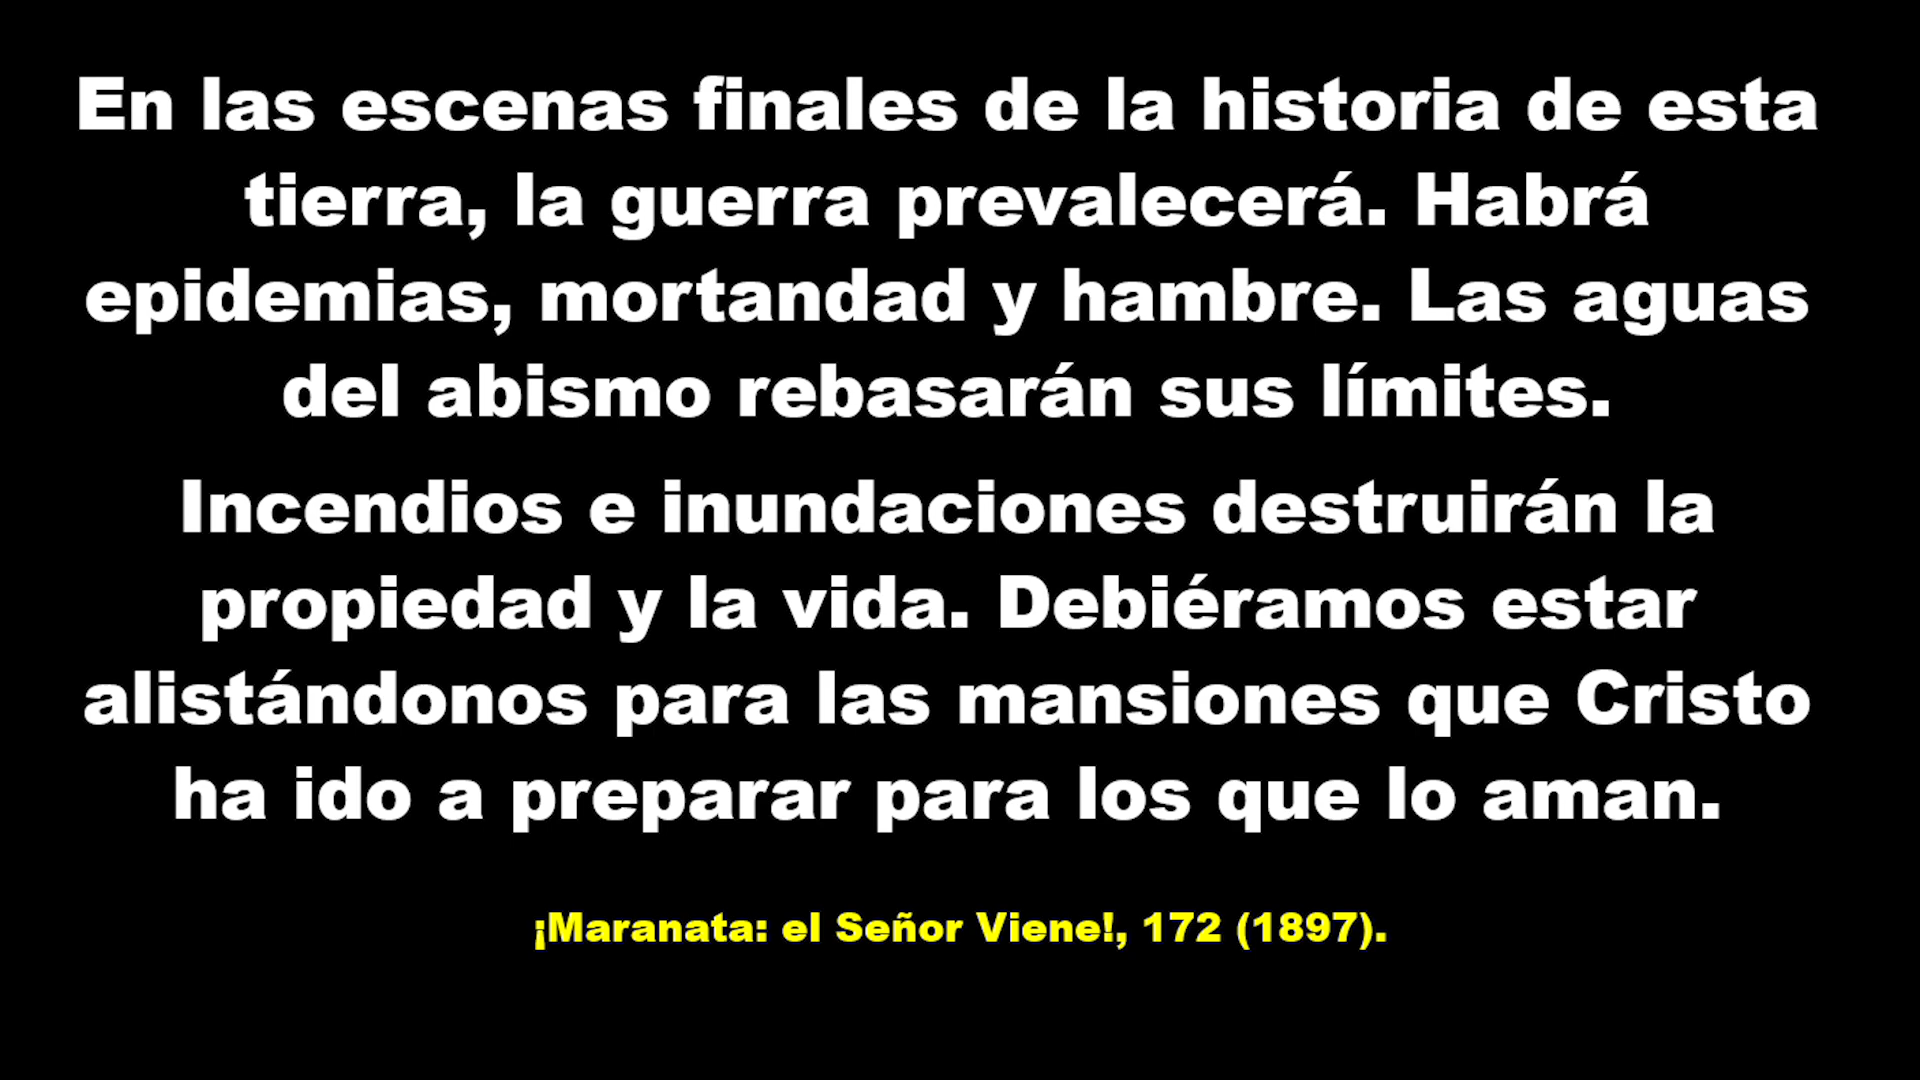 En las escenas finales de la historia de esta
tierra, la guerra prevalecerá. Habrá
epidemias, mortandad y hambre. Las aguas
del abismo rebasarán sus límites.
Incendios e inundaciones destruirán la
propiedad y la vida. Debiéramos estar
alistándonos para las mansiones que Cristo
ha ido a preparar para los que lo aman.
¡Maranata: el Señor Viene!, 172 (1897).